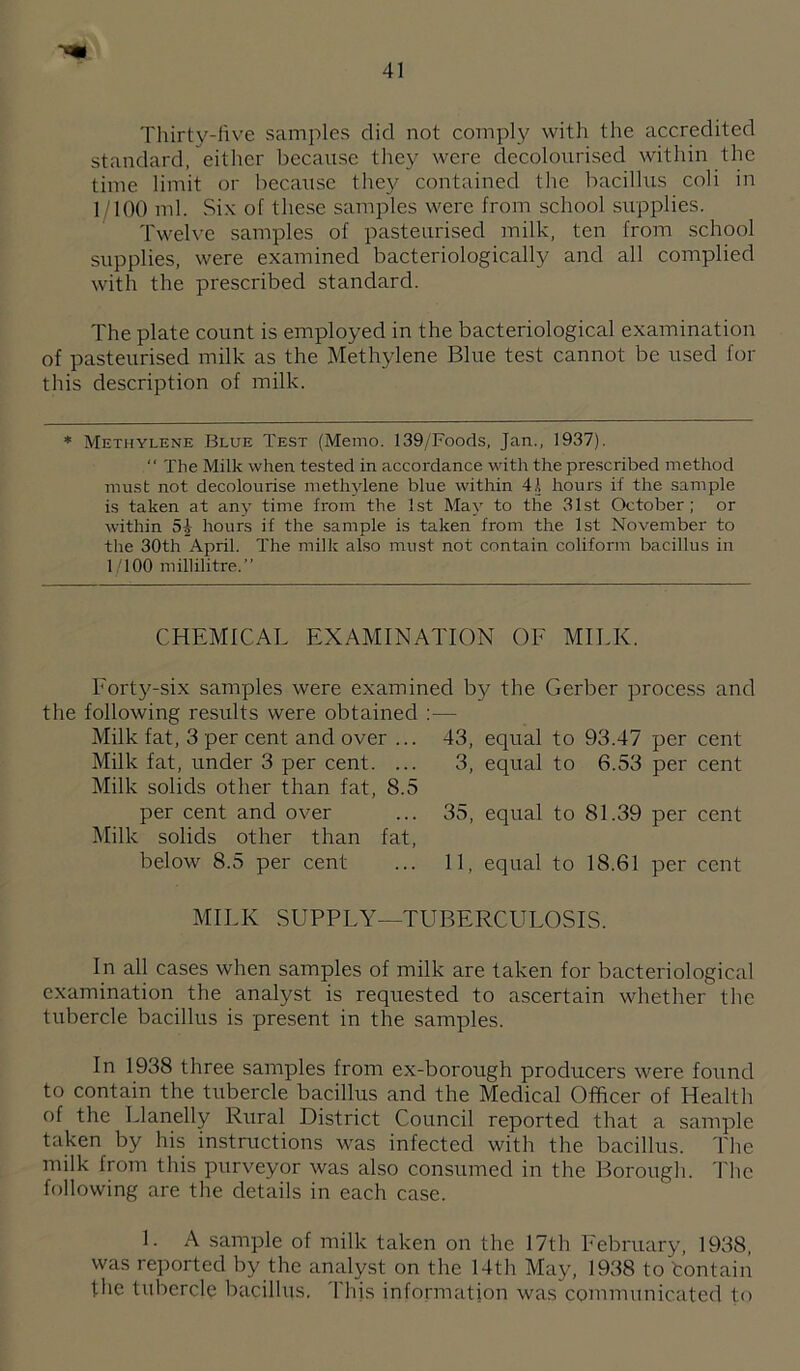 41
Thirty-five samples did not comply with the accredited
standard, either because they were decolourised within the
time limit or because they contained the bacillus coli in
1/100 ml. Six of these samples were from school supplies.
Twelve samples of pasteurised milk, ten from school
supplies, were examined bacteriologically and all complied
with the prescribed standard.
The plate count is employed in the bacteriological examination
of pasteurised milk as the Methylene Blue test cannot be used for
this description of milk.
* METHYLENE BLUE TEST (Memo. 139/Foods, Jan., 1937).
“ The Milk when tested in accordance with the prescribed method
must not decolourise methylene blue within 4½ hours if the sample
is taken at any time from the 1st May to the 31st October ; or
within 5½ hours if the sample is taken from the 1st November to
the 30th April. The milk also must not contain coliform bacillus in
1/100 millilitre.”
CHEMICAL EXAMINATION OF MILK.
Forty-six samples were examined by the Gerber process and
the following results were obtained :—
Milk fat, 3 per cent and over ... 43, equal to 93.47 per cent
Milk fat, under 3 per cent. ... 3, equal to 6.53 per cent
Milk solids other than fat, 8.5
per cent and over ... 35, equal to 81.39 per cent
Milk solids other than fat,
below 8.5 per cent ... 11, equal to 18.61 per cent
MILK SUPPLY—TUBERCULOSIS.
In all cases when samples of milk are taken for bacteriological
examination the analyst is requested to ascertain whether the
tubercle bacillus is present in the samples.
In 1938 three samples from ex-borough producers were found
to contain the tubercle bacillus and the Medical Officer of Health
of the Llanelly Rural District Council reported that a sample
taken by his instructions was infected with the bacillus. The
milk from this purveyor was also consumed in the Borough. The
following are the details in each case.
1. A sample of milk taken on the 17th February, 1938,
was reported by the analyst on the 14th May, 1938 to contain
the tubercle bacillus. This information was communicated to